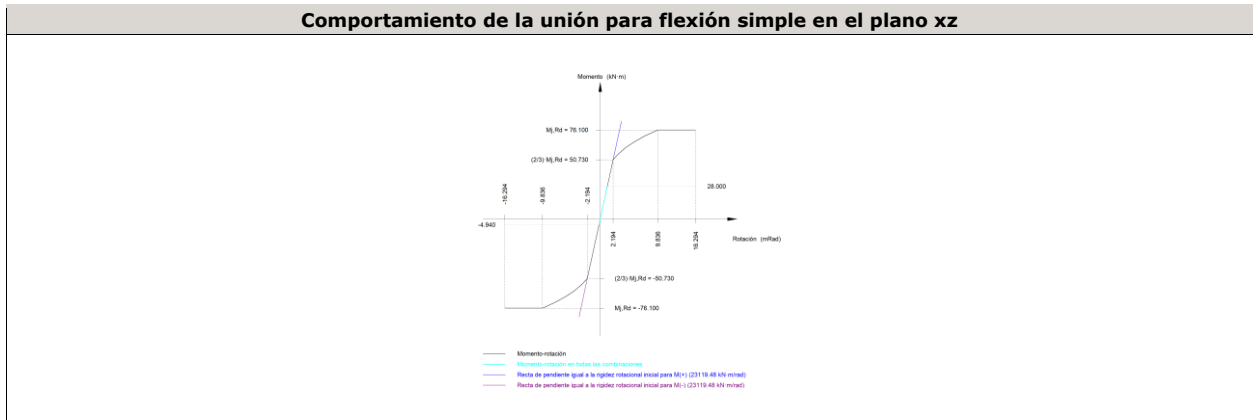 Comportamiento de la unión para flexión simple en el plano xz
Momento (kN·m)
Mj,Rd = 76.100
(2/3)·Mj,Rd = 50.730
28.000
-16.294
-9.836
-2.194
-4.940
2.194
9.836
16.294
Rotación (mRad)
(2/3)·Mj,Rd = -50.730
Mj,Rd = -76.100
Momento-rotación
Momento-rotación en todas las combinaciones
Recta de pendiente igual a la rigidez rotacional inicial para M(+) (23119.48 kN·m/rad)
Recta de pendiente igual a la rigidez rotacional inicial para M(-) (23119.48 kN·m/rad)